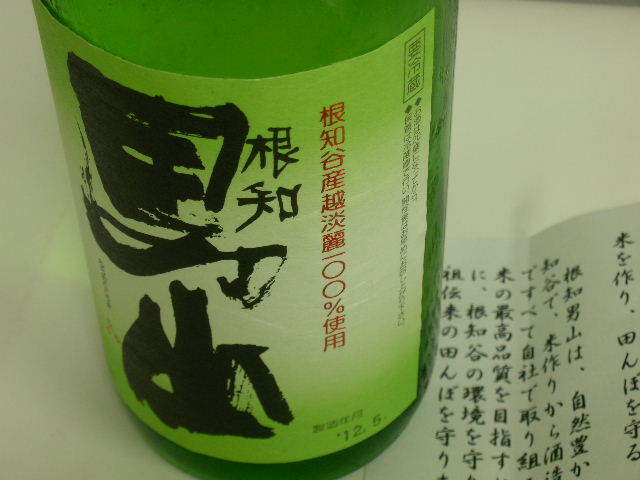 要冷蔵
根知谷産越淡麗一〇〇%使用
根知
男山
製造年月
'12.5.
米を作り、田んぼを守る
根知男山は、自然豊か
知谷で、米作りから酒造
ですべて自社で取り組
米の最高品質を目指す
に、根知谷の環境を守
祖伝来の田んぼを守り